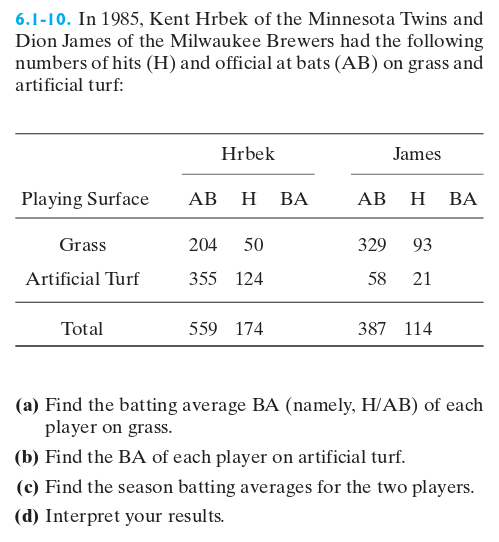 6.1-10. In 1985, Kent Hrbek of the Minnesota Twins and
Dion James of the Milwaukee Brewers had the following
numbers of hits (H) and official at bats (AB) on grass and
artificial turf:
Hrbek James
Playing Surface AB H BA AB H BA
Grass 204 50 329 93
Artificial Turf 355 124 58 21
Total 559 174 387 114
(a) Find the batting average BA (namely, H/AB) of each
player on grass.
(b) Find the BA of each player on artificial turf.
(c) Find the season batting averages for the two players.
(d) Interpret your results.